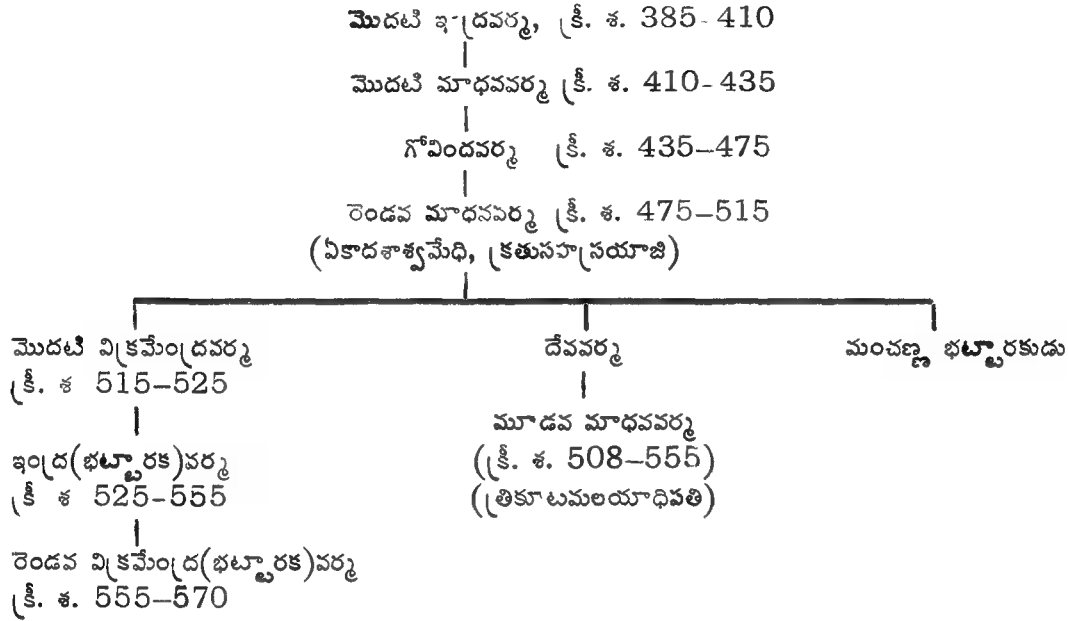 మొదటి ఇంద్రవర్మ, క్రీ. శ. 385-410
మొదటి మాధవవర్మ క్రీ. శ. 410-435
గోవిందవర్మ క్రీ. శ. 435–475
రెండవ మాధవవర్మ క్రీ. శ. 475–515
(ఏకాదశాశ్వమేధి, క్రతుసహస్రయాజి)
మొదటి విక్రమేంద్రవర్మ
క్రీ. శ 515–525
దేవవర్మ
మంచణ్ణ భట్టారకుడు
మూడవ మాధవవర్మ
(క్రీ. శ. 508–555)
(త్రికూటమలయాధిపతి)
ఇంద్ర(భట్టారక)వర్మ
క్రీ శ 525-555
రెండవ విక్రమేంద్ర(భట్టారక)వర్మ
క్రీ. శ. 555–570